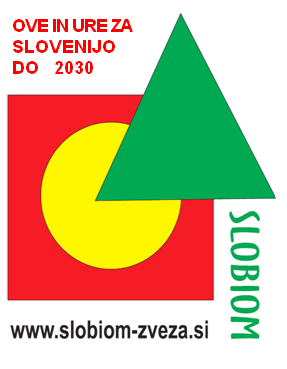 OVE IN URE ZA
SLOVENIJO
DO 2030
SLOBIOM
www.slobiom-zveza.si